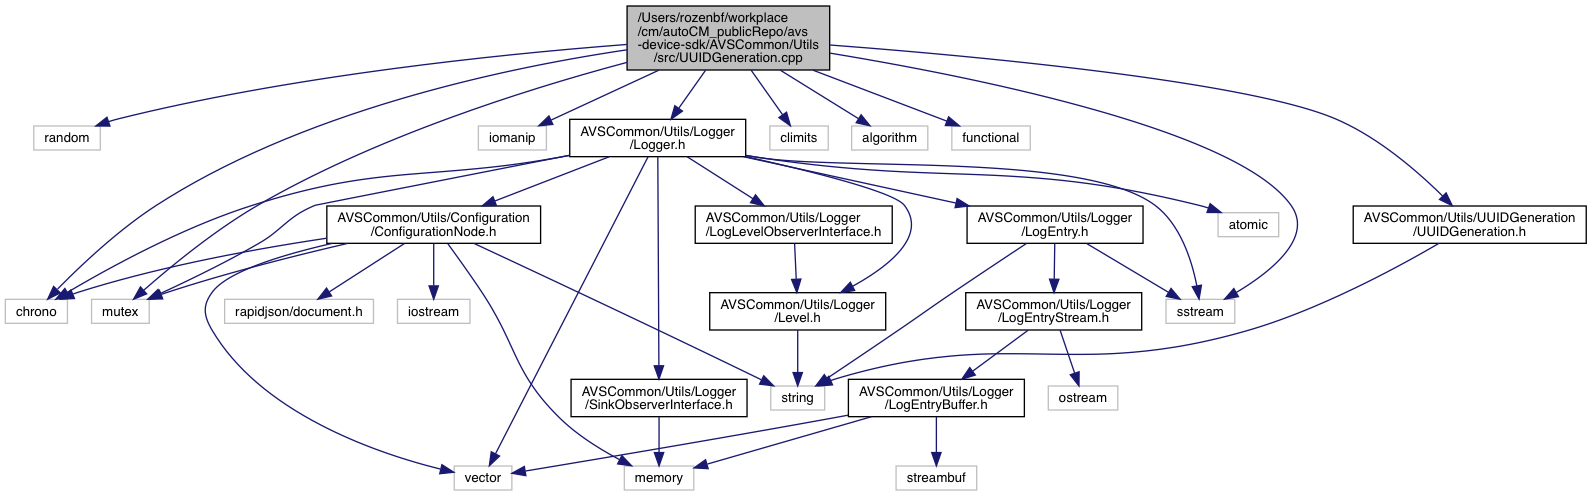 /Users/rozenbf/workplace
/cm/autoCM_publicRepo/avs
-device-sdk/AVSCommon/Utils
/src/UUIDGeneration.cpp
random
iomanip
AVSCommon/Utils/Logger
/Logger.h
climits
algorithm
functional
AVSCommon/Utils/Configuration
/ConfigurationNode.h
AVSCommon/Utils/Logger
/LogLevelObserverInterface.h
AVSCommon/Utils/Logger
/LogEntry.h
atomic
AVSCommon/Utils/UUIDGeneration
/UUIDGeneration.h
chrono
mutex
rapidjson/document.h
iostream
AVSCommon/Utils/Logger
/Level.h
AVSCommon/Utils/Logger
/LogEntryStream.h
sstream
AVSCommon/Utils/Logger
/SinkObserverInterface.h
string
AVSCommon/Utils/Logger
/LogEntryBuffer.h
ostream
vector
memory
streambuf